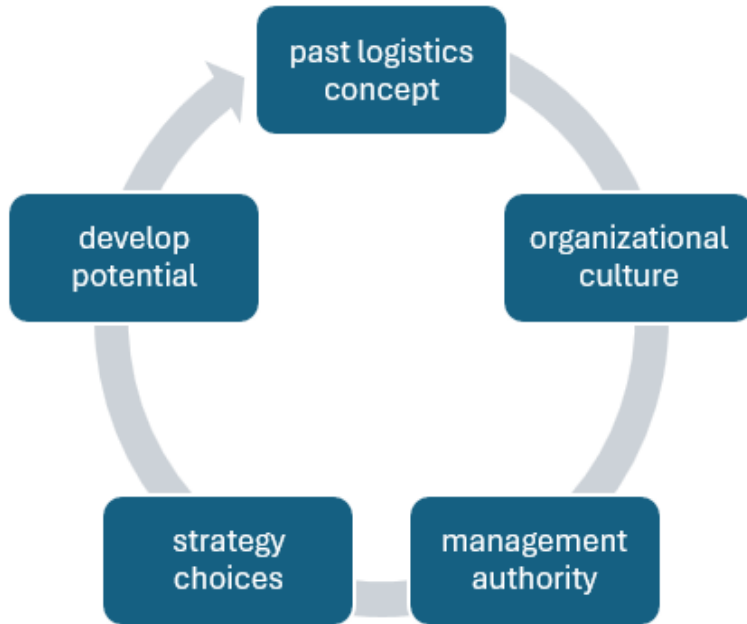 past logistics
concept
organizational
culture
management
authority
strategy
choices
develop
potential